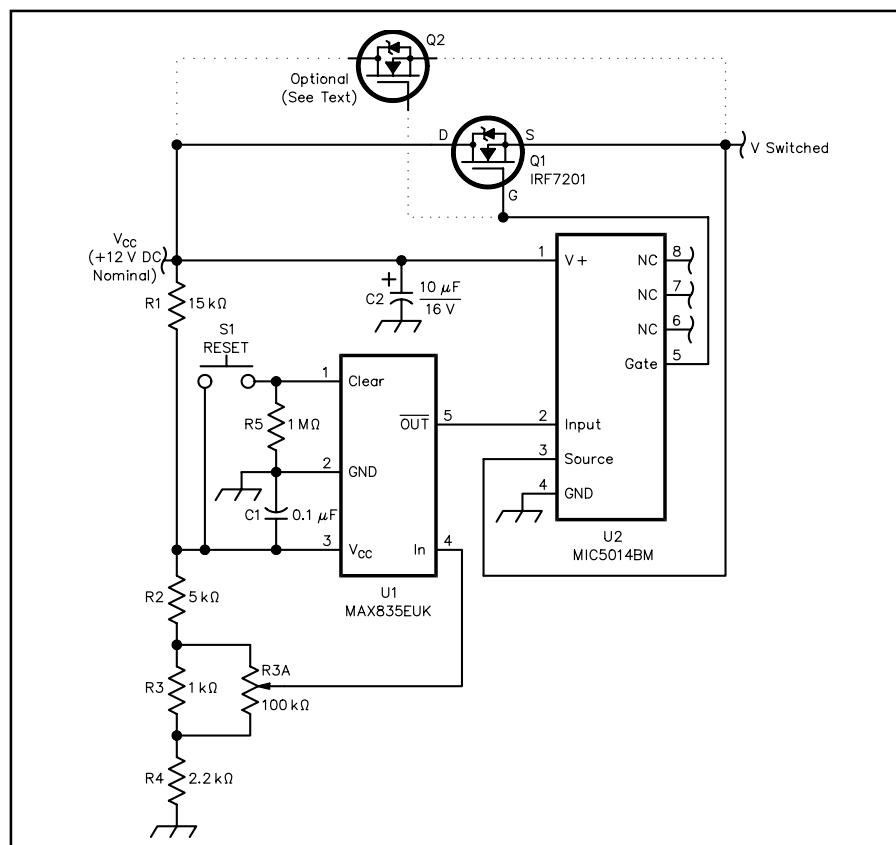 Q2
Optional
(See Text)
D
S
V Switched
Q1
IRF7201
G
VCC
(+12 V DC
Nominal)
1
V+
NC
8
NC
7
NC
6
Gate
5
C2
+
10 µF
16 V
R1
15 kΩ
S1
RESET
1
Clear
R5
1 MΩ
OUT
5
2
Input
3
Source
4
GND
2
GND
C1
0.1 µF
3
VCC
In
4
U2
MIC5014BM
U1
MAX835EUK
R2
5 kΩ
R3
1 kΩ
R3A
100 kΩ
R4
2.2 kΩ